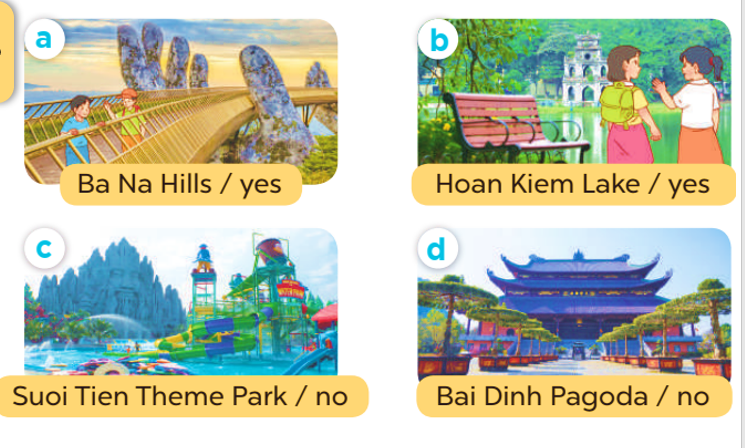 a
Ba Na Hills / yes
b
Hoan Kiem Lake / yes
c
Suoi Tien Theme Park / no
d
Bai Dinh Pagoda / no